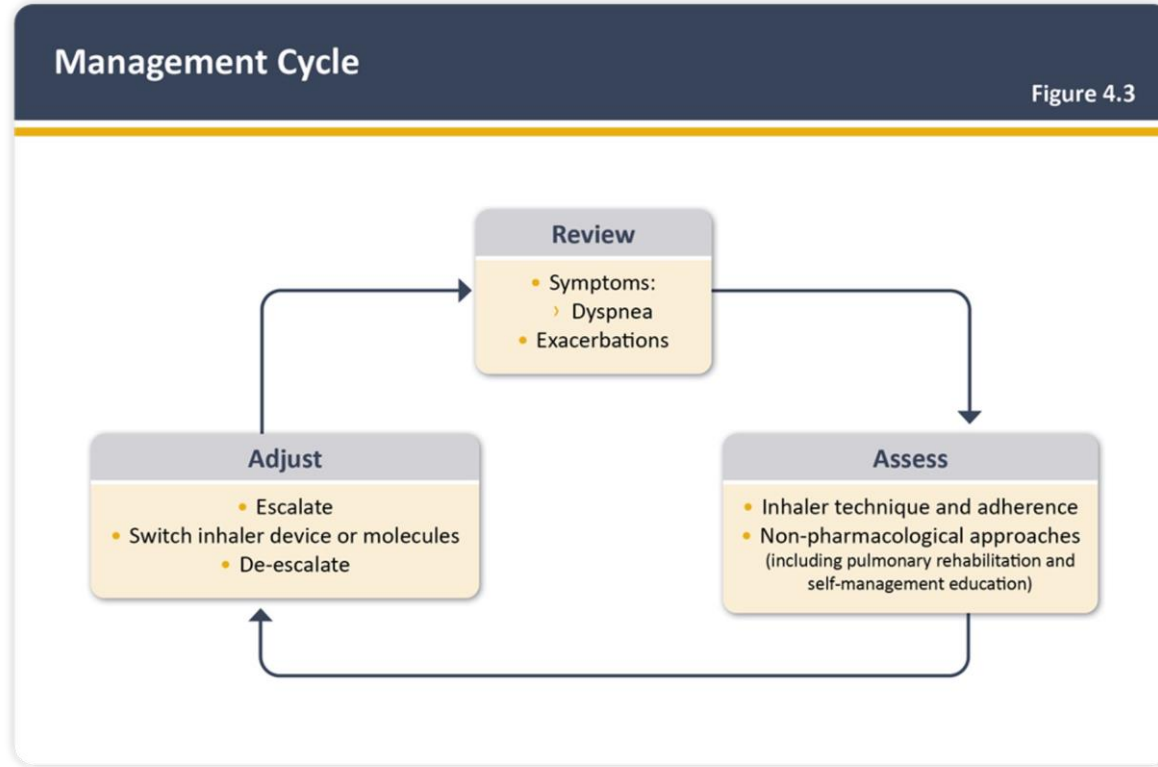 Management Cycle
Figure 4.3
Review
• Symptoms:
› Dyspnea
• Exacerbations
Adjust
• Escalate
• Switch inhaler device or molecules
• De-escalate
Assess
• Inhaler technique and adherence
• Non-pharmacological approaches
(including pulmonary rehabilitation and
self-management education)